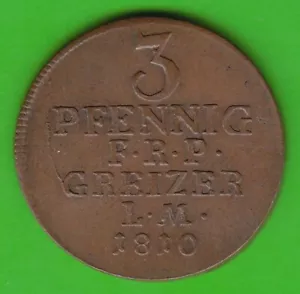 3
PFENNIG
F·R·P·
GREIZER
L·M·
1810